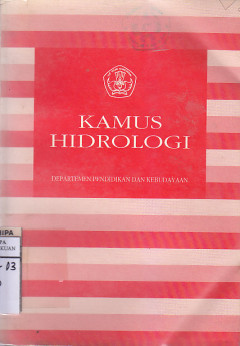 KAMUS
HIDROLOGI
DEPARTEMEN PENDIDIKAN DAN KEBUDAYAAN